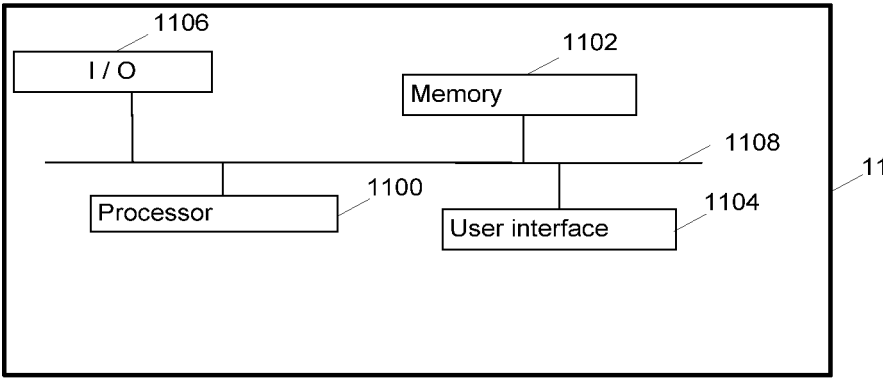 1106
I / O
1102
Memory
1108
1100
Processor
1104
User interface